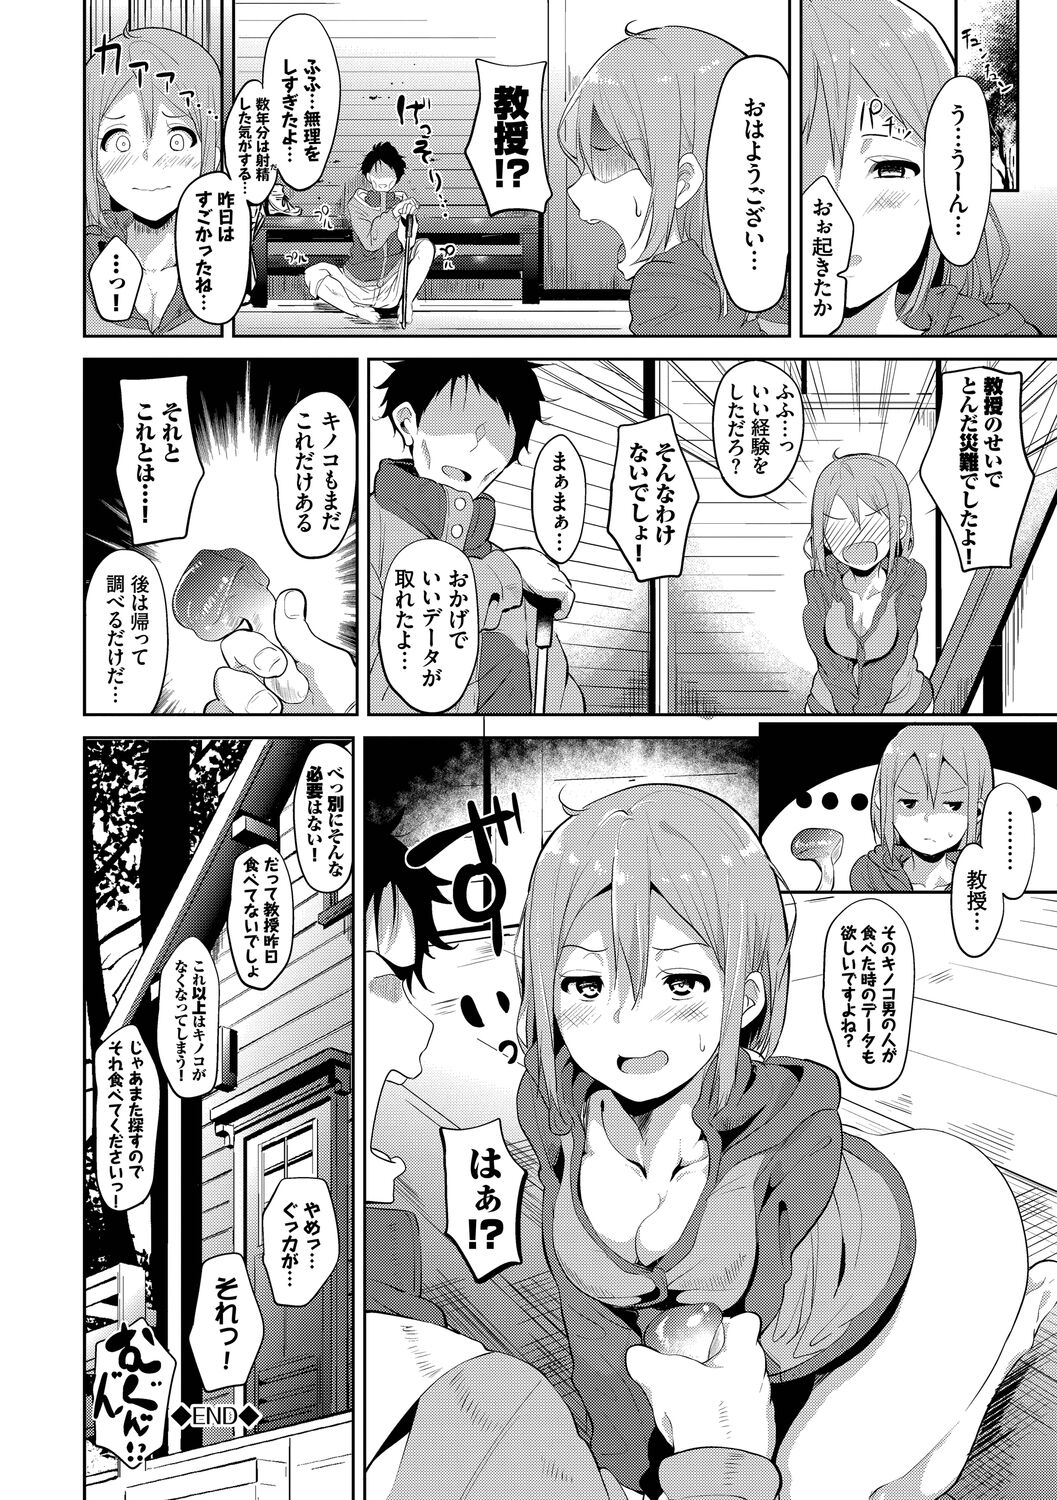 チュンチュン
う…うーん…
パチッ
おぉ起きたか
おはようござい…
教授!?
げっそり…
プル
プル
ふふ…無理を
しすぎたよ…
数年分は射精
した気がする…
昨日は
すごかったね…
カアァァァ…
…っ!
教授のせいで
とんだ災難でしたよ!
ふふ…っ
いい経験を
しただろ?
そんなわけ
ないでしょ!
まぁまぁ…
おかげで
いいデータが
取れたよ…
キノコもまだ
これだけある
それと
これとは…!
後は帰って
調べるだけだ…
………
教授…
そのキノコ男の人が
食べた時のデータも
欲しいですよね?
ずいっ
はぁ!?
べっ別にそんな
必要はない!
だって教授昨日
食べてないでしょ
これ以上はキノコが
なくなってしまう!
じゃあまた探すので
それ食べてくださいっ!
やめっ…
ぐっ力が…
それっ!
むぐんん!?
◆END◆